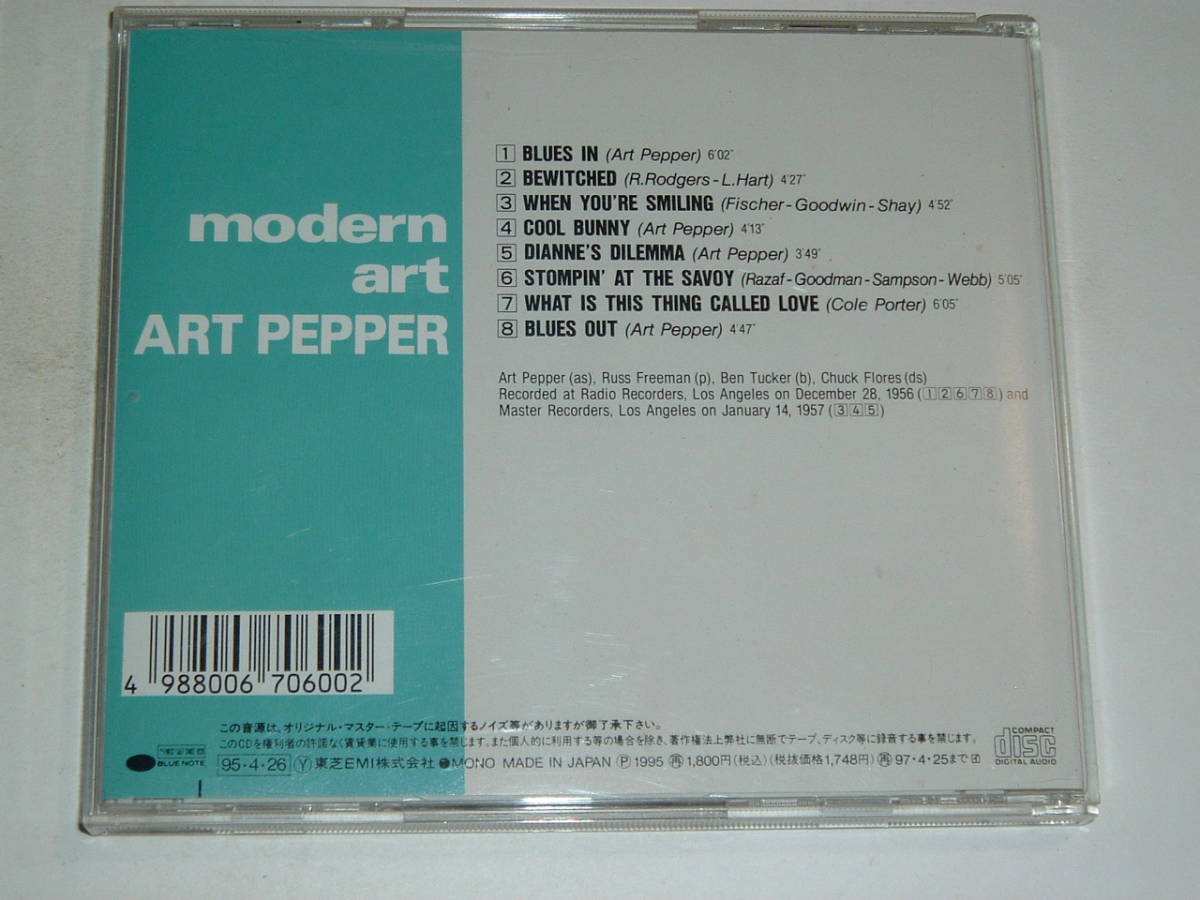 modern
art
ART PEPPER
1 BLUES IN (Art Pepper) 6'02"
2 BEWITCHED (R.Rodgers-L.Hart) 4'27"
3 WHEN YOU'RE SMILING (Fischer-Goodwin-Shay) 4'52"
4 COOL BUNNY (Art Pepper) 4'13"
5 DIANNE'S DILEMMA (Art Pepper) 3'49"
6 STOMPIN' AT THE SAVOY (Razaf-Goodman-Sampson-Webb) 5'05"
7 WHAT IS THIS THING CALLED LOVE (Cole Porter) 6'05"
8 BLUES OUT (Art Pepper) 4'47"
Art Pepper (as), Russ Freeman (p), Ben Tucker (b), Chuck Flores (ds)
Recorded at Radio Recorders, Los Angeles on December 28, 1956 (1 2 6 7 8) and
Master Recorders, Los Angeles on January 14, 1957 (3 4 5)
4 988006 706002
この音源は、オリジナル・マスター・テープに起因するノイズ等がありますが御了承下さい。
このCDを権利者の許諾なく賃貸業に使用する事を禁じます。また個人的に利用する等の場合を除き、著作権法上弊社に無断でテープ、ディスク等に録音する事を禁じます。
BLUE NOTE
95・4・26 Ⓨ東芝EMI株式会社 MONO MADE IN JAPAN Ⓟ1995 ㊢1,800円(税込)(税抜価格1,748円) 97・4・25まで
COMPACT
disc
DIGITAL AUDIO